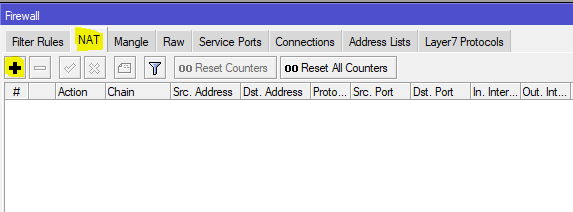 Firewall
Filter Rules NAT Mangle Raw Service Ports Connections Address Lists Layer7 Protocols
00 Reset Counters 00 Reset All Counters
# Action Chain Src. Address Dst. Address Proto... Src. Port Dst. Port In. Inter... Out. Int...